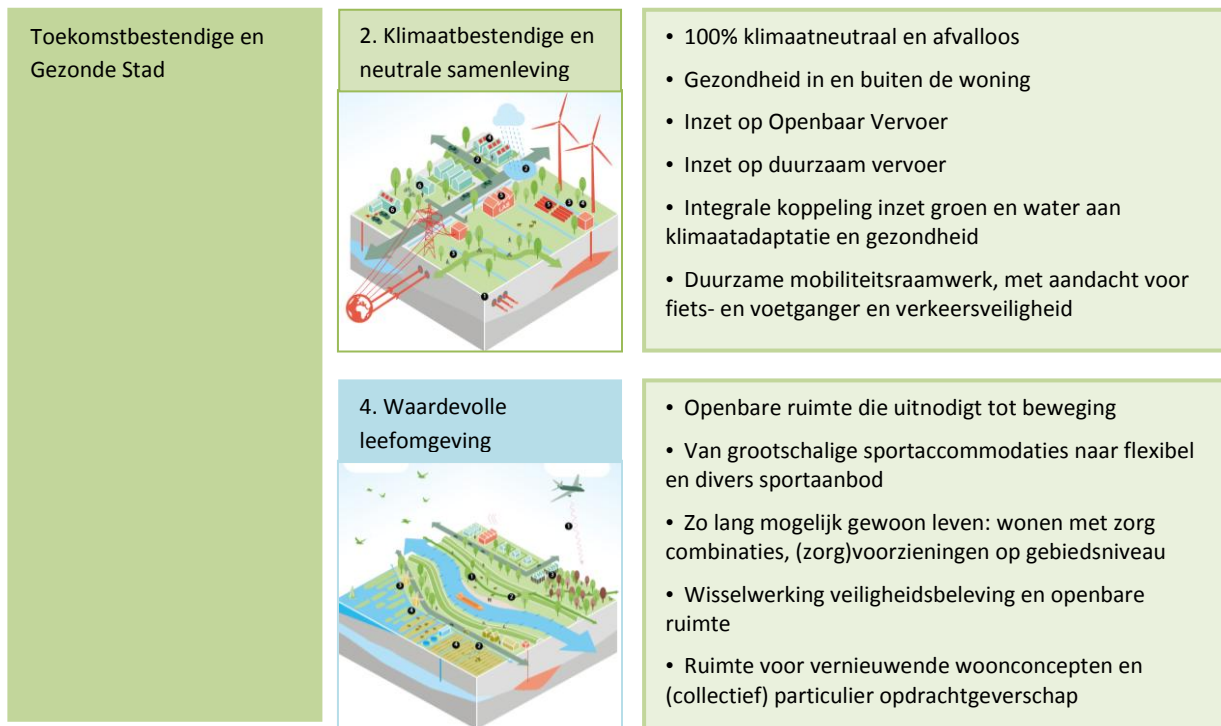 Toekomstbestendige en
Gezonde Stad
2. Klimaatbestendige en
neutrale samenleving
• 100% klimaatneutraal en afvalloos
• Gezondheid in en buiten de woning
• Inzet op Openbaar Vervoer
• Inzet op duurzaam vervoer
• Integrale koppeling inzet groen en water aan
klimaatadaptatie en gezondheid
• Duurzame mobiliteitsraamwerk, met aandacht voor
fiets- en voetganger en verkeersveiligheid
4. Waardevolle
leefomgeving
• Openbare ruimte die uitnodigt tot beweging
• Van grootschalige sportaccommodaties naar flexibel
en divers sportaanbod
• Zo lang mogelijk gewoon leven: wonen met zorg
combinaties, (zorg)voorzieningen op gebiedsniveau
• Wisselwerking veiligheidsbeleving en openbare
ruimte
• Ruimte voor vernieuwende woonconcepten en
(collectief) particulier opdrachtgeverschap